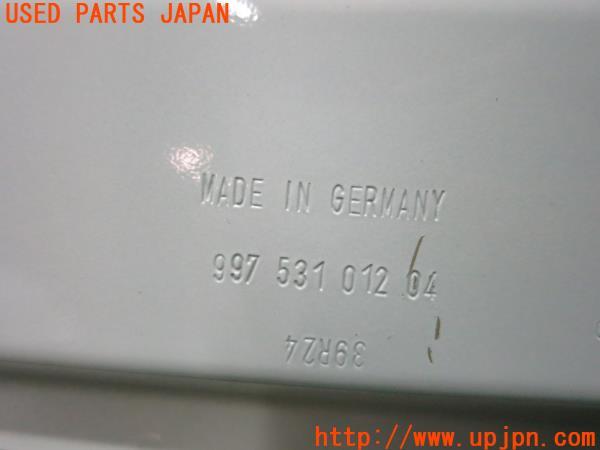 USED PARTS JAPAN
MADE IN GERMANY
997 531 012 04
39R24
http://www.upjpn.com